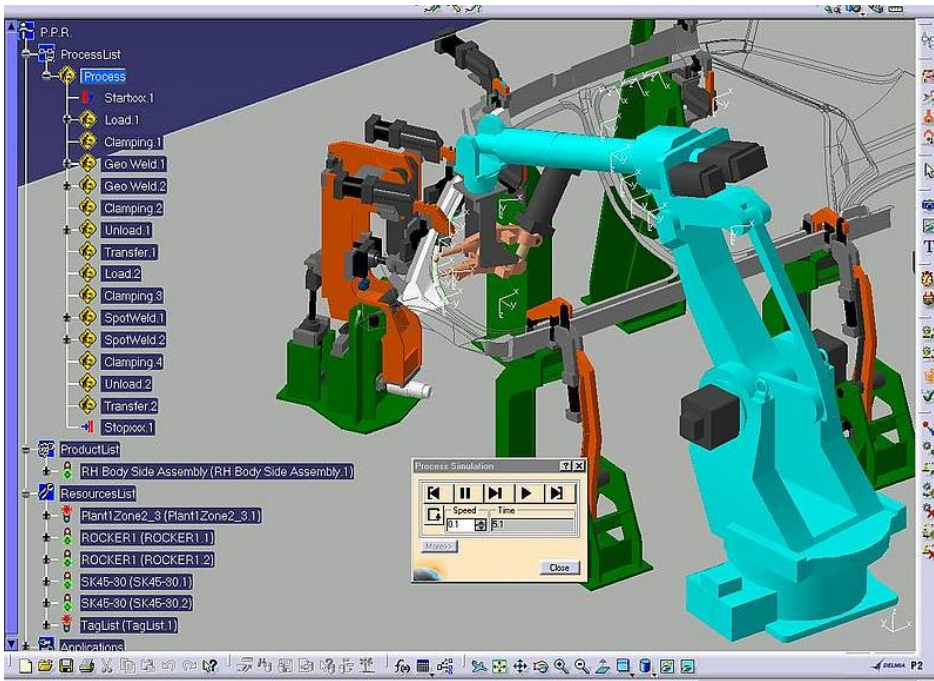 P.P.R.
ProcessList
Process
Startxxx.1
Load.1
Clamping.1
Geo Weld.1
Geo Weld.2
Clamping.2
Unload.1
Transfer.1
Load.2
Clamping.3
SpotWeld.1
SpotWeld.2
Clamping.4
Unload.2
Transfer.2
Stopxxx.1
ProductList
RH Body Side Assembly (RH Body Side Assembly.1)
ResourcesList
Plant1Zone2_3 (Plant1Zone2_3.1)
ROCKER1 (ROCKER1.1)
ROCKER1 (ROCKER1.2)
SK45-30 (SK45-30.1)
SK45-30 (SK45-30.2)
TagList (TagList.1)
Applications
Process Simulation
Speed
Time
0.1
5.1
More>>
Close
DELMIA P2